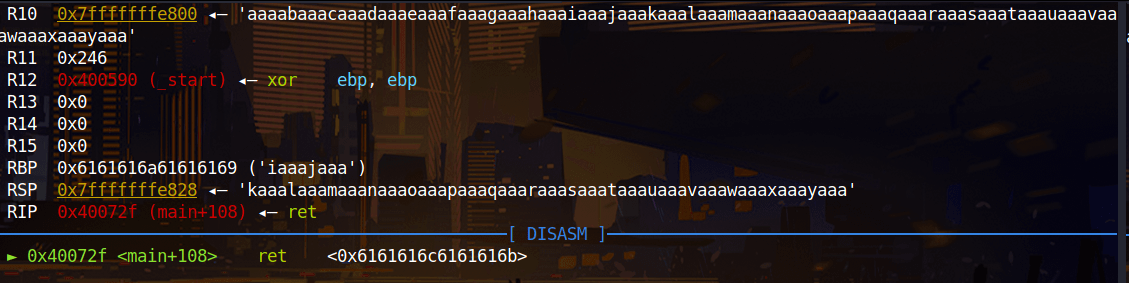 R10 0x7fffffffe800 ◂— 'aaaabaaacaaadaaaeaaafaaagaaahaaaiaaajaaakaaalaaamaaanaaaoaaapaaaqaaaraaasaaataaauaaavaa
awaaaxaaayaaa'
R11 0x246
R12 0x400590 (_start) ◂— xor ebp, ebp
R13 0x0
R14 0x0
R15 0x0
RBP 0x6161616a61616169 ('iaaajaaa')
RSP 0x7fffffffe828 ◂— 'kaaalaaamaaanaaaoaaapaaaqaaaraaasaaataaauaaavaaawaaaxaaayaaa'
RIP 0x40072f (main+108) ◂— ret
[ DISASM ]
► 0x40072f <main+108> ret <0x6161616c6161616b>